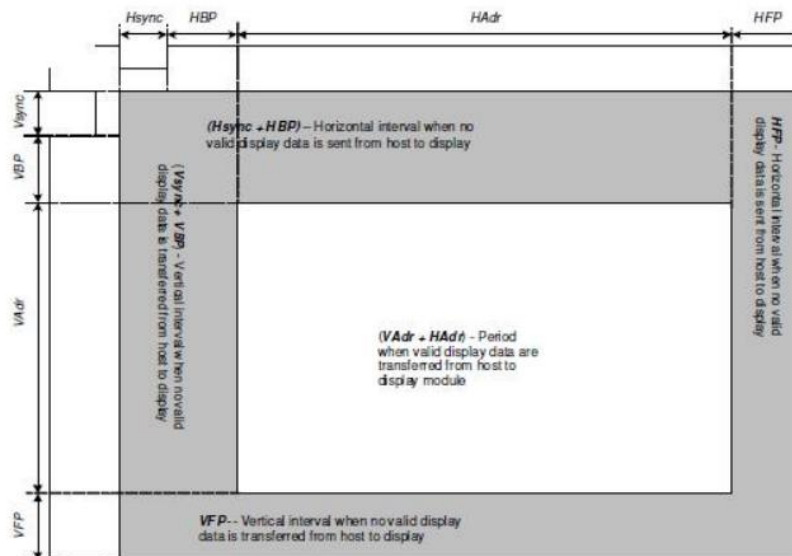 Hsync
HBP
HAdr
HFP
Vsync
VBP
VAdr
VFP
(Hsync + HBP) – Horizontal interval when no
valid display data is sent from host to display
(Vsync + VBP) - Vertical interval when no valid
display data is transferred from host to display
HFP - Horizontal interval when no valid
display data is sent from host to display
(VAdr + HAdr) - Period
when valid display data are
transferred from host to
display module
VFP-- Vertical interval when no valid display
data is transferred from host to display